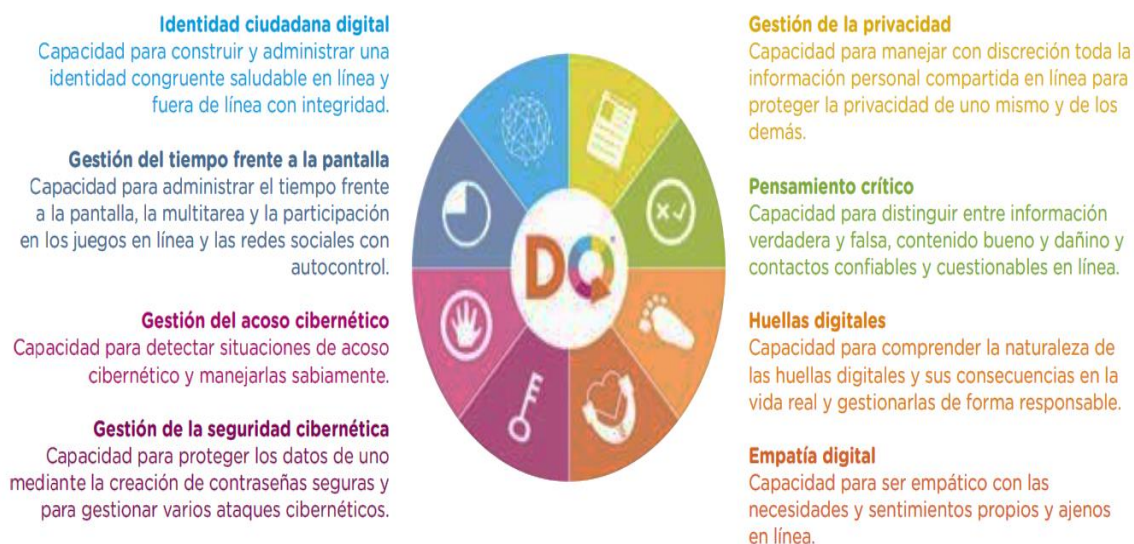 Identidad ciudadana digital
Capacidad para construir y administrar una
identidad congruente saludable en línea y
fuera de línea con integridad.
Gestión del tiempo frente a la pantalla
Capacidad para administrar el tiempo frente
a la pantalla, la multitarea y la participación
en los juegos en línea y las redes sociales con
autocontrol.
Gestión del acoso cibernético
Capacidad para detectar situaciones de acoso
cibernético y manejarlas sabiamente.
Gestión de la seguridad cibernética
Capacidad para proteger los datos de uno
mediante la creación de contraseñas seguras y
para gestionar varios ataques cibernéticos.
DQ
Gestión de la privacidad
Capacidad para manejar con discreción toda la
información personal compartida en línea para
proteger la privacidad de uno mismo y de los
demás.
Pensamiento crítico
Capacidad para distinguir entre información
verdadera y falsa, contenido bueno y dañino y
contactos confiables y cuestionables en línea.
Huellas digitales
Capacidad para comprender la naturaleza de
las huellas digitales y sus consecuencias en la
vida real y gestionarlas de forma responsable.
Empatía digital
Capacidad para ser empático con las
necesidades y sentimientos propios y ajenos
en línea.